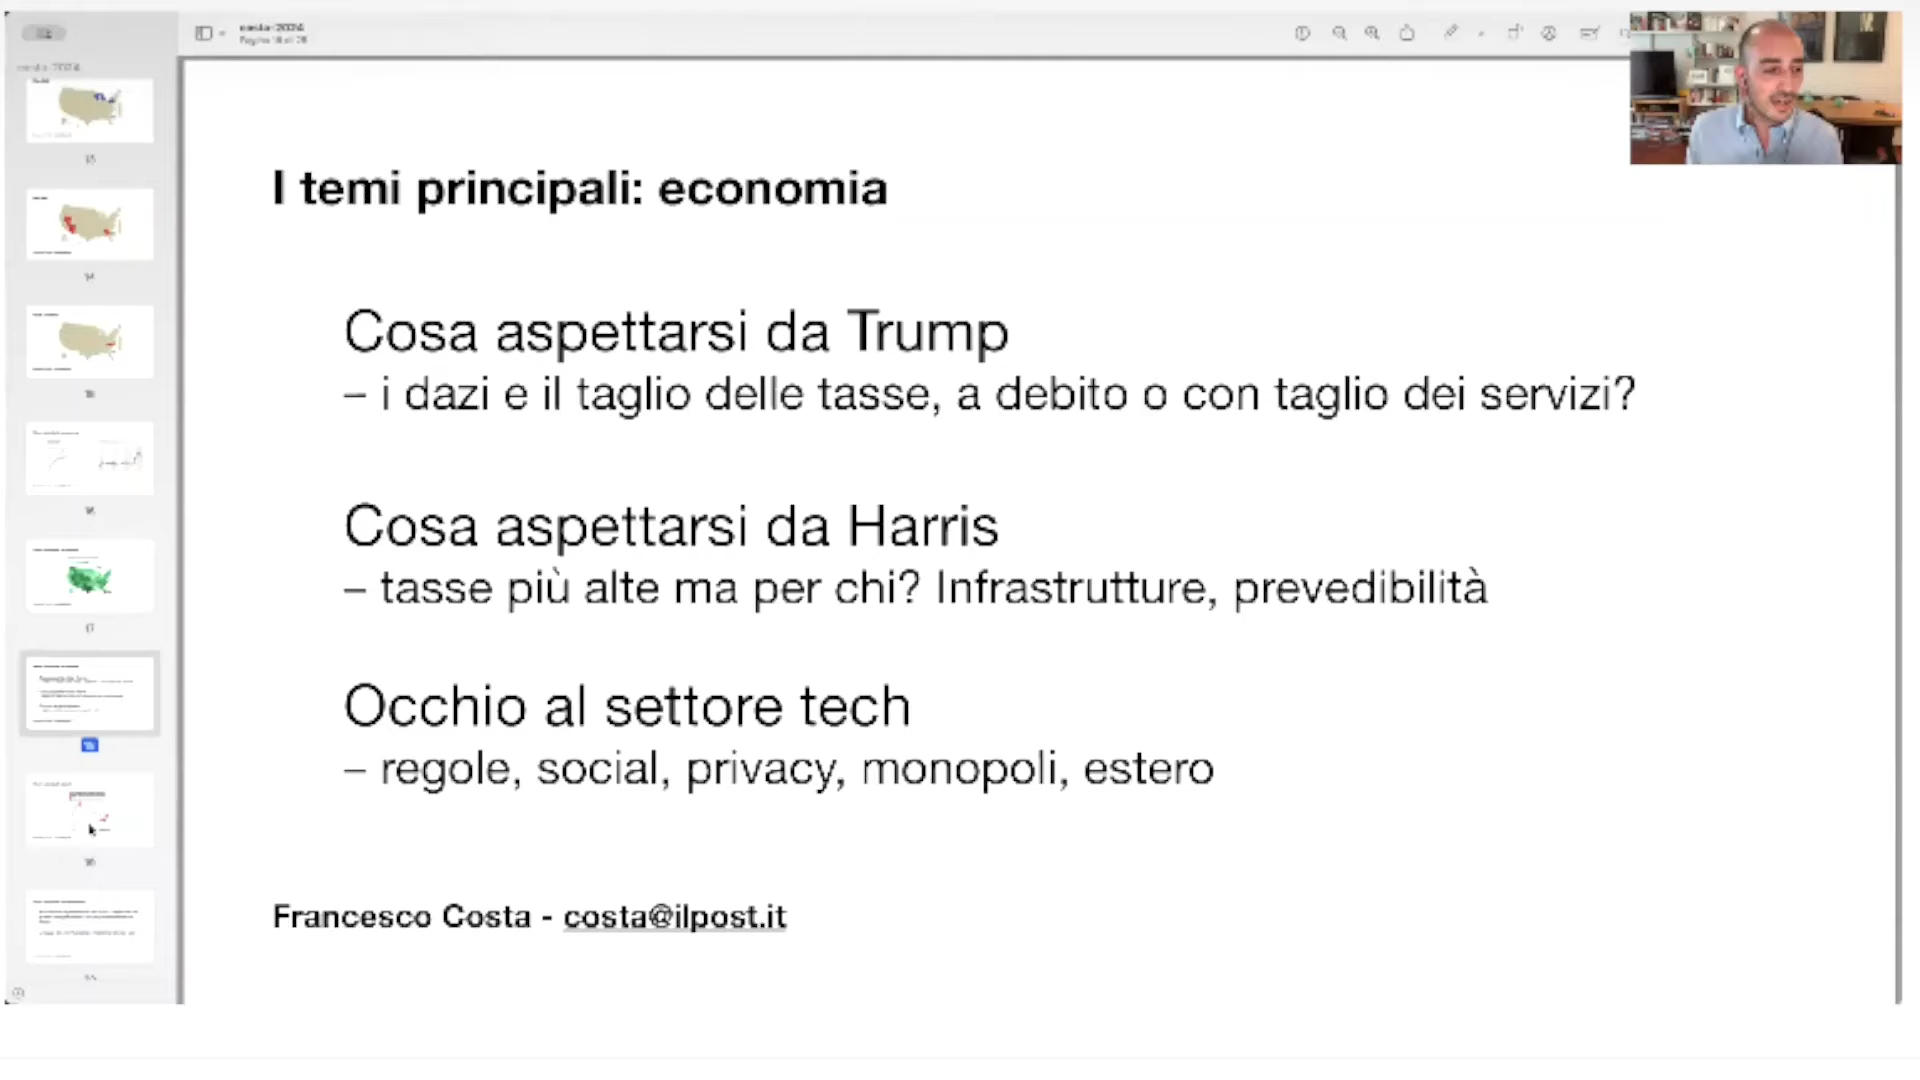 I temi principali: economia
Cosa aspettarsi da Trump
– i dazi e il taglio delle tasse, a debito o con taglio dei servizi?
Cosa aspettarsi da Harris
– tasse più alte ma per chi? Infrastrutture, prevedibilità
Occhio al settore tech
– regole, social, privacy, monopoli, estero
Francesco Costa - costa@ilpost.it